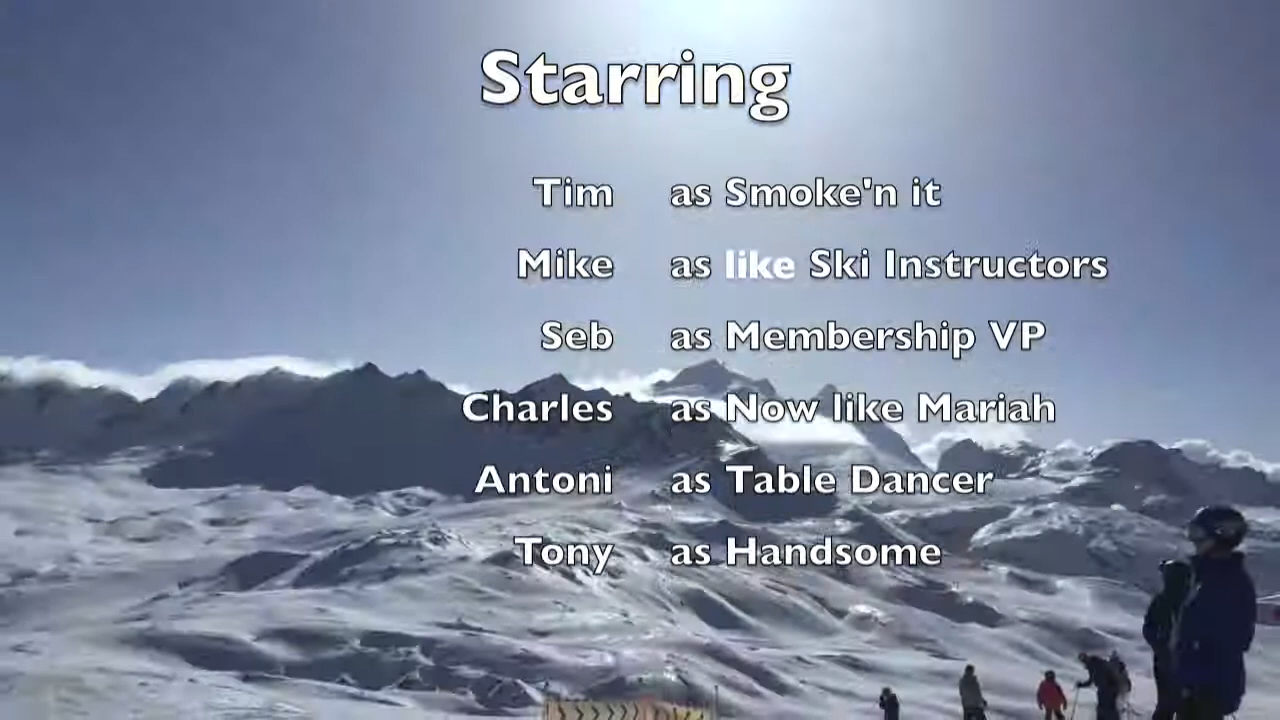 Starring
Tim as Smoke'n it
Mike as like Ski Instructors
Seb as Membership VP
Charles as Now like Mariah
Antoni as Table Dancer
Tony as Handsome